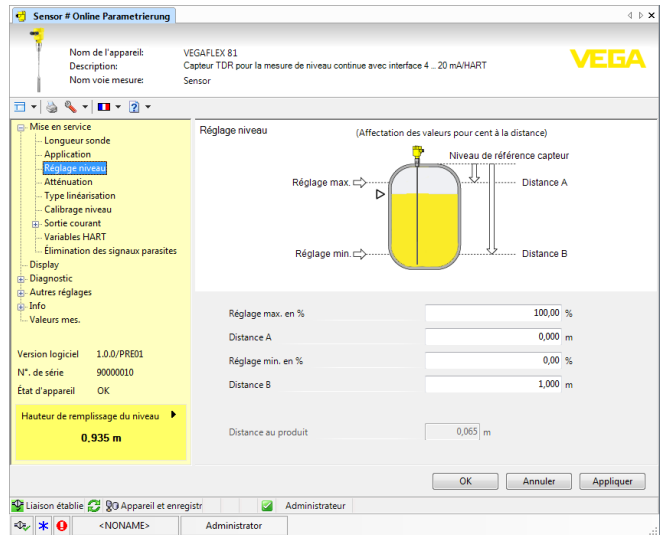 Sensor # Online Parametrierung
Nom de l'appareil: VEGAFLEX 81
Description: Capteur TDR pour la mesure de niveau continue avec interface 4 ... 20 mA/HART
Nom voie mesure: Sensor
VEGA
Mise en service
Longueur sonde
Application
Réglage niveau
Atténuation
Type linéarisation
Calibrage niveau
Sortie courant
Variables HART
Élimination des signaux parasites
Display
Diagnostic
Autres réglages
Info
Valeurs mes.
Version logiciel 1.0.0/PRE01
N°. de série 90000010
État d'appareil OK
Hauteur de remplissage du niveau
0,935 m
Réglage niveau
(Affectation des valeurs pour cent à la distance)
Niveau de référence capteur
Réglage max.
Distance A
Réglage min.
Distance B
Réglage max. en % 100,00 %
Distance A 0,000 m
Réglage min. en % 0,00 %
Distance B 1,000 m
Distance au produit 0,065 m
OK Annuler Appliquer
Liaison établie Appareil et enregistr Administrateur
<NONAME> Administrator